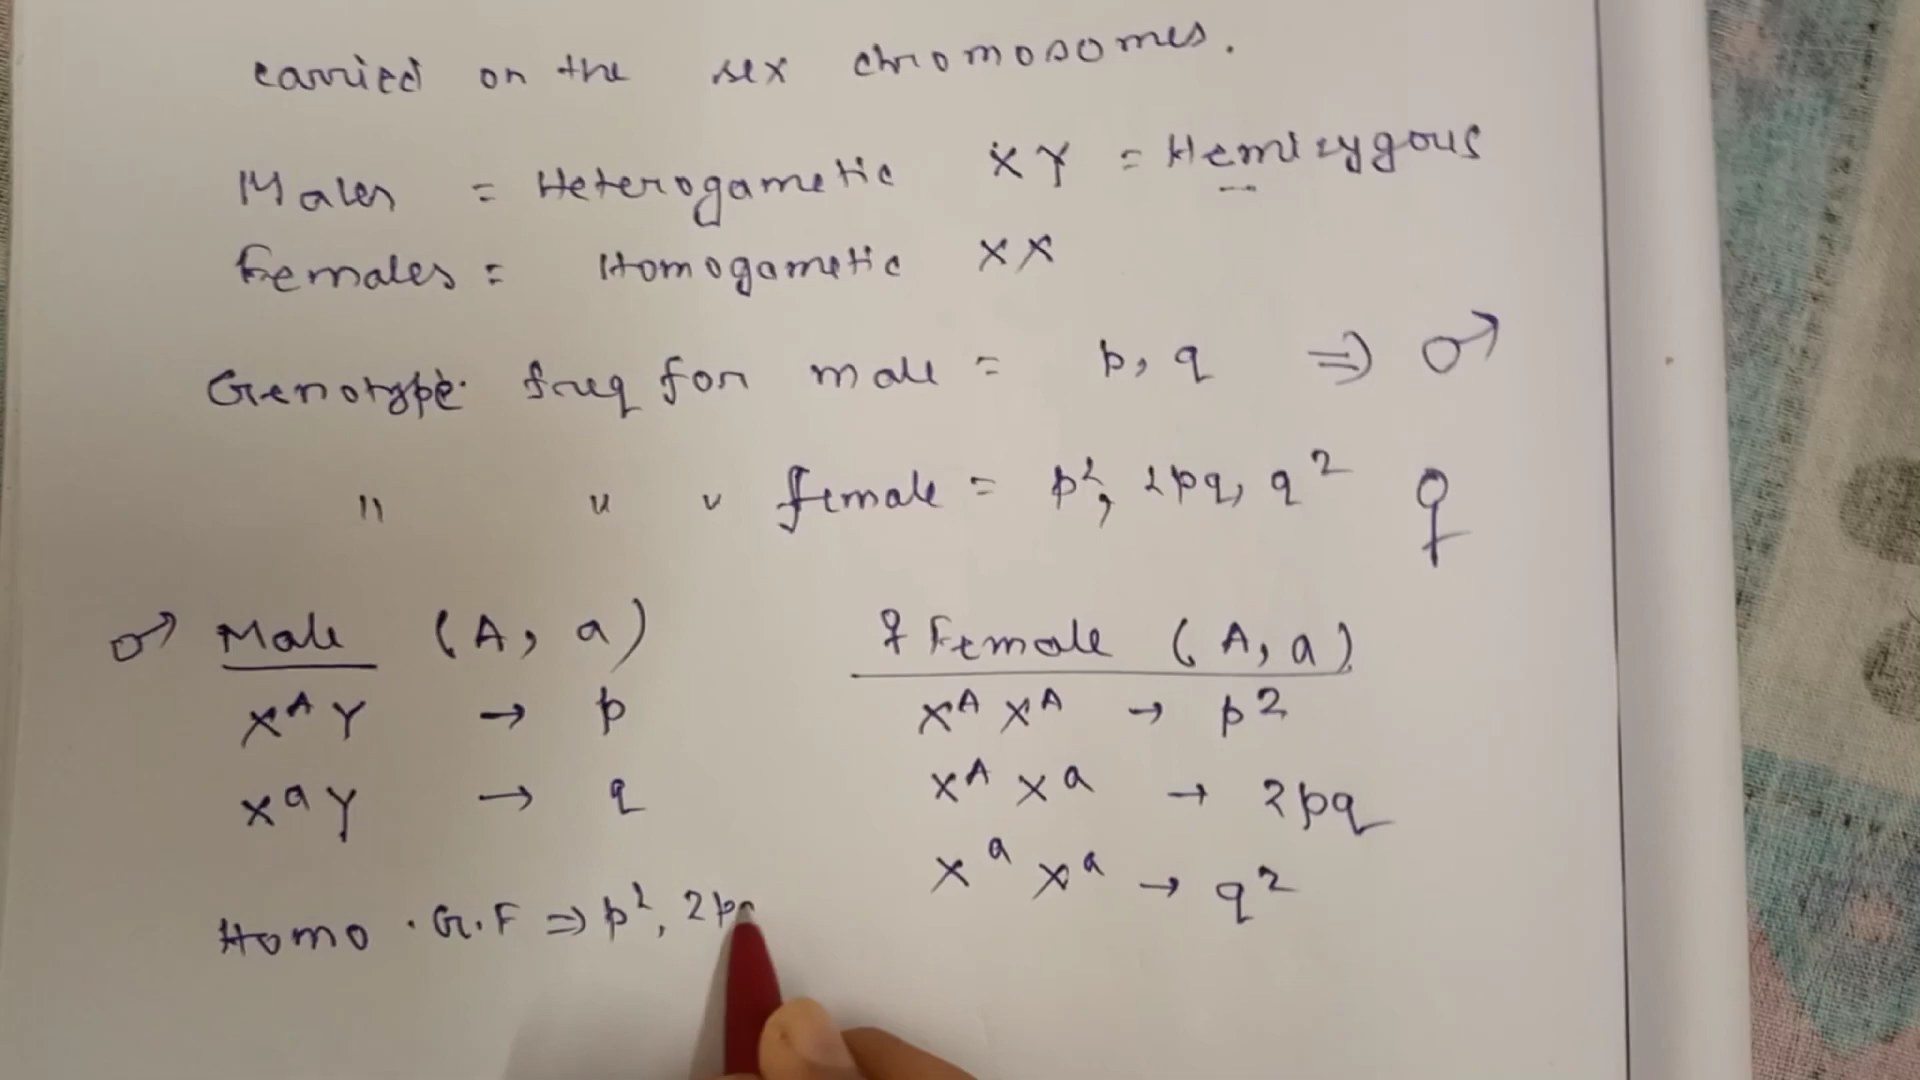 carried on the sex chromosomes.
Males = Heterogametic XY = Hemizygous
Females = Homogametic XX
Genotype freq for male = p, q ⇒ ♂
" " " female = p², 2pq, q² ♀
♂ Male (A, a)
X^A Y → p
X^a Y → q
♀ Female (A, a)
X^A X^A → p²
X^A X^a → 2pq
X^a X^a → q²
Homo . G.F ⇒ p², 2p